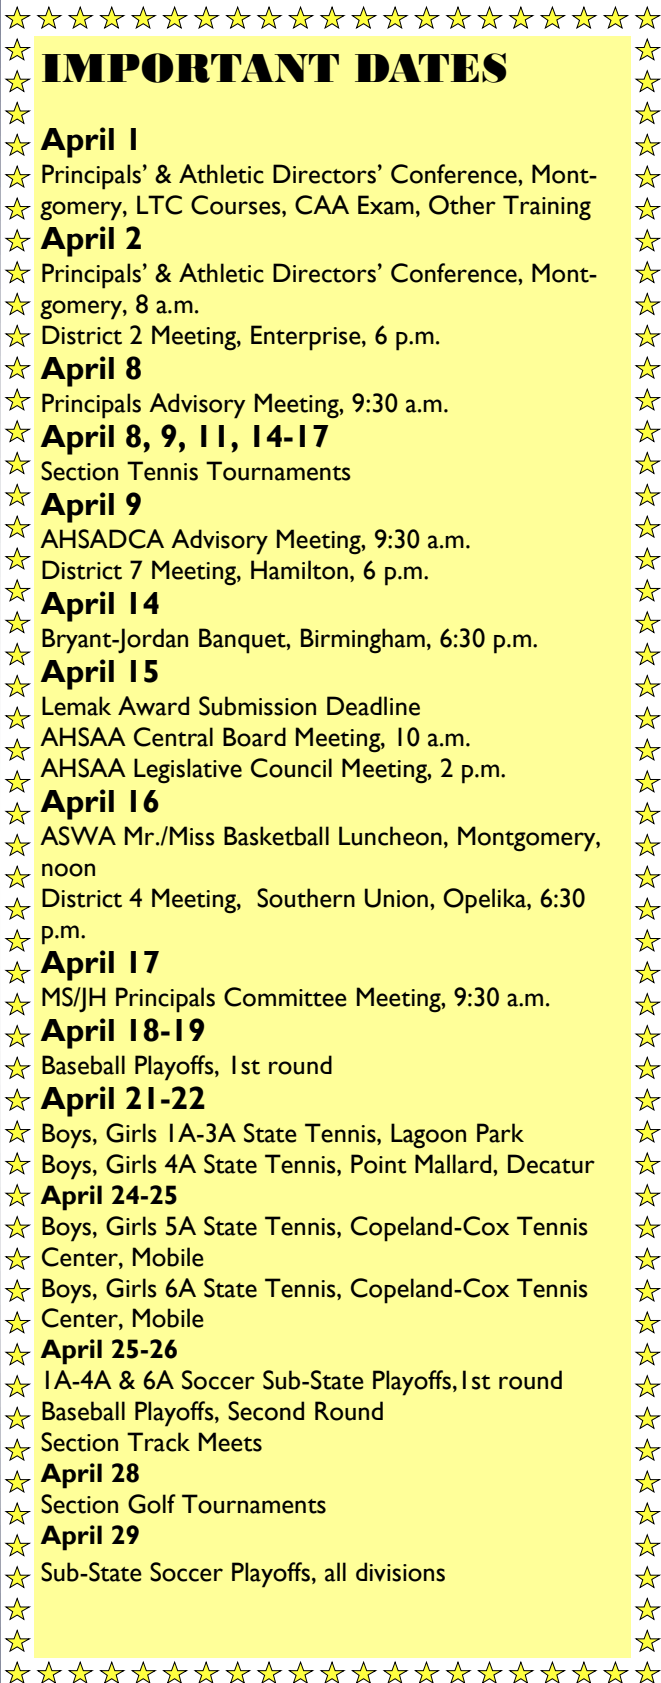 IMPORTANT DATES
April 1
Principals’ & Athletic Directors’ Conference, Mont-
gomery, LTC Courses, CAA Exam, Other Training
April 2
Principals’ & Athletic Directors’ Conference, Mont-
gomery, 8 a.m.
District 2 Meeting, Enterprise, 6 p.m.
April 8
Principals Advisory Meeting, 9:30 a.m.
April 8, 9, 11, 14-17
Section Tennis Tournaments
April 9
AHSADCA Advisory Meeting, 9:30 a.m.
District 7 Meeting, Hamilton, 6 p.m.
April 14
Bryant-Jordan Banquet, Birmingham, 6:30 p.m.
April 15
Lemak Award Submission Deadline
AHSAA Central Board Meeting, 10 a.m.
AHSAA Legislative Council Meeting, 2 p.m.
April 16
ASWA Mr./Miss Basketball Luncheon, Montgomery,
noon
District 4 Meeting,  Southern Union, Opelika, 6:30
p.m.
April 17
MS/JH Principals Committee Meeting, 9:30 a.m.
April 18-19
Baseball Playoffs, 1st round
April 21-22
Boys, Girls 1A-3A State Tennis, Lagoon Park
Boys, Girls 4A State Tennis, Point Mallard, Decatur
April 24-25
Boys, Girls 5A State Tennis, Copeland-Cox Tennis
Center, Mobile
Boys, Girls 6A State Tennis, Copeland-Cox Tennis
Center, Mobile
April 25-26
1A-4A & 6A Soccer Sub-State Playoffs,1st round
Baseball Playoffs, Second Round
Section Track Meets
April 28
Section Golf Tournaments
April 29
Sub-State Soccer Playoffs, all divisions